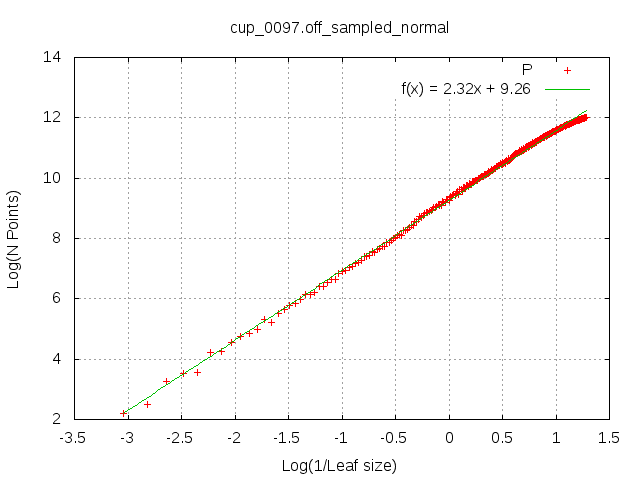 cup_0097.off_sampled_normal
14
12
10
8
6
4
2
Log(N Points)
P
f(x) = 2.32x + 9.26
-3.5 -3 -2.5 -2 -1.5 -1 -0.5 0 0.5 1 1.5
Log(1/Leaf size)